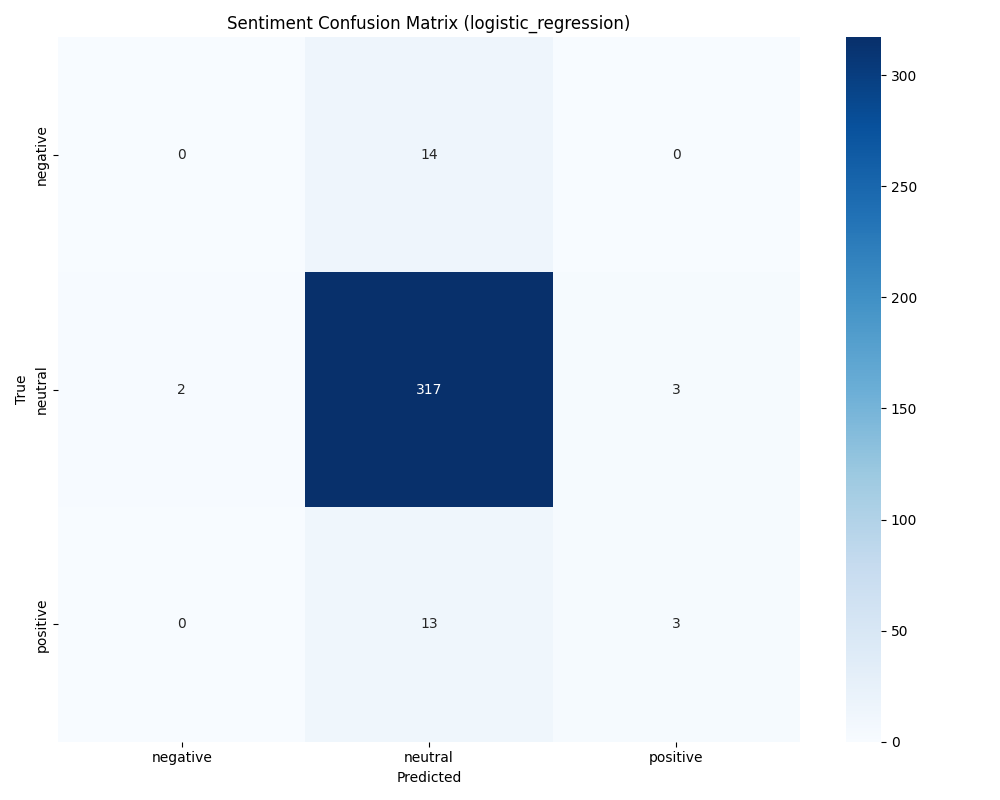 Sentiment Confusion Matrix (logistic_regression)
True
negative
0 14 0
neutral
2 317 3
positive
0 13 3
negative neutral positive
Predicted
300
250
200
150
100
50
0